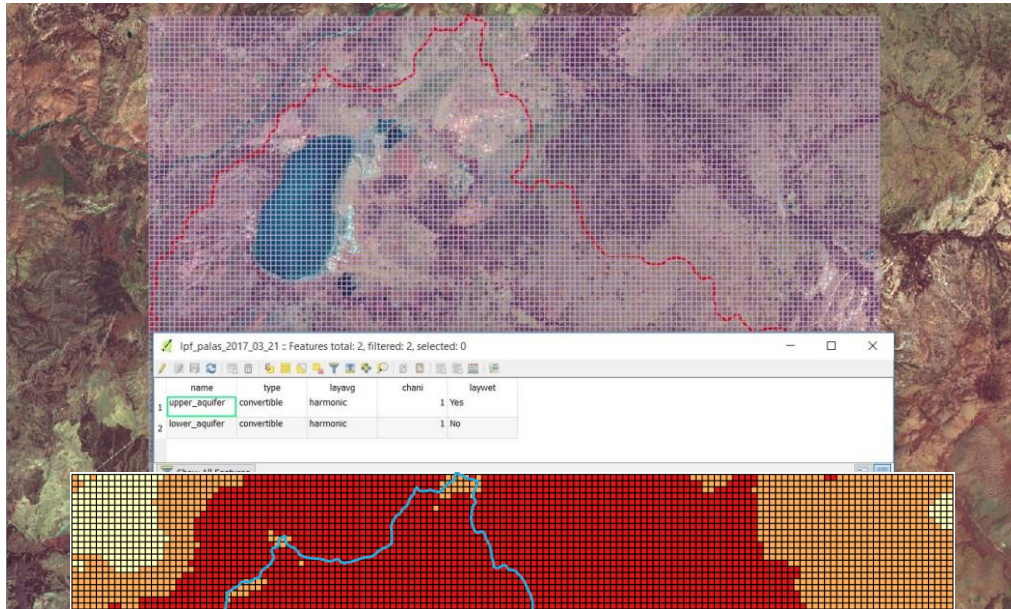 lpf_palas_2017_03_21 :: Features total: 2, filtered: 2, selected: 0
name type layavg chani laywet
1 upper_aquifer convertible harmonic 1 Yes
2 lower_aquifer convertible harmonic 1 No
Show All Features